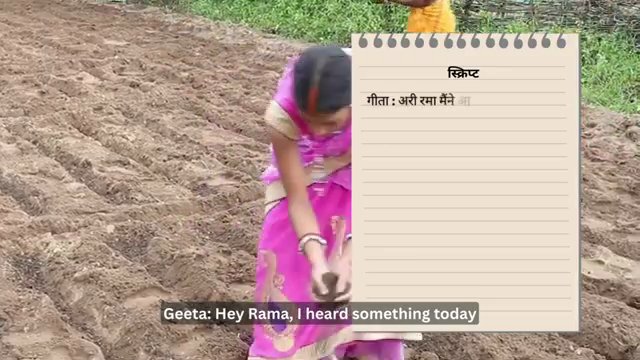 स्क्रिप्ट
गीता : अरी रमा मैंने आ
Geeta: Hey Rama, I heard something today